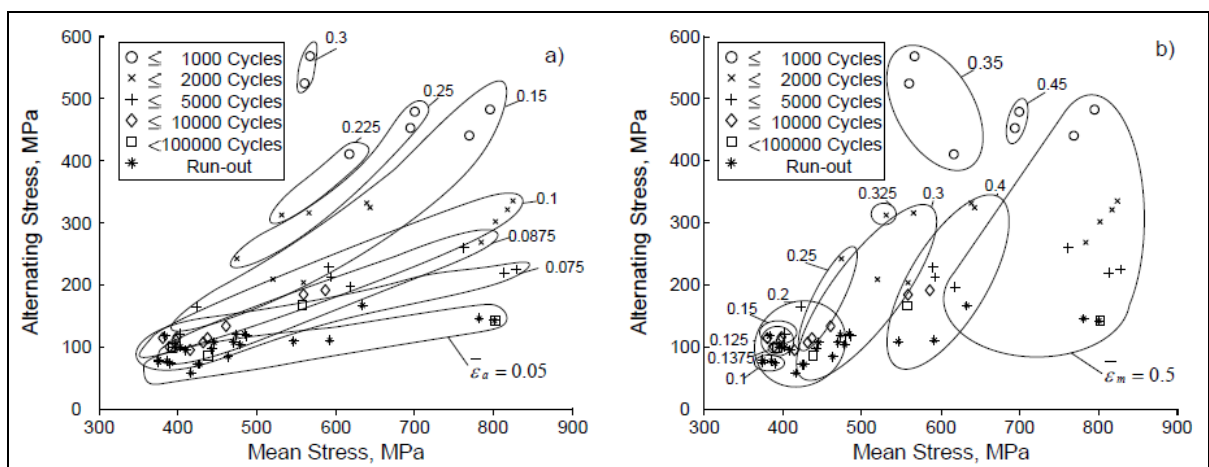 600
500
400
300
200
100
0
300 400 500 600 700 800 900
Alternating Stress, MPa
Mean Stress, MPa
a)
≤ 1000 Cycles
≤ 2000 Cycles
≤ 5000 Cycles
≤ 10000 Cycles
<100000 Cycles
Run-out
0.3
0.25
0.15
0.225
0.1
0.0875
0.075
ε̄a = 0.05
600
500
400
300
200
100
0
300 400 500 600 700 800 900
Alternating Stress, MPa
Mean Stress, MPa
b)
≤ 1000 Cycles
≤ 2000 Cycles
≤ 5000 Cycles
≤ 10000 Cycles
<100000 Cycles
Run-out
0.35
0.45
0.325
0.3
0.4
0.25
0.2
0.15
0.125
0.1375
0.1
ε̄m = 0.5